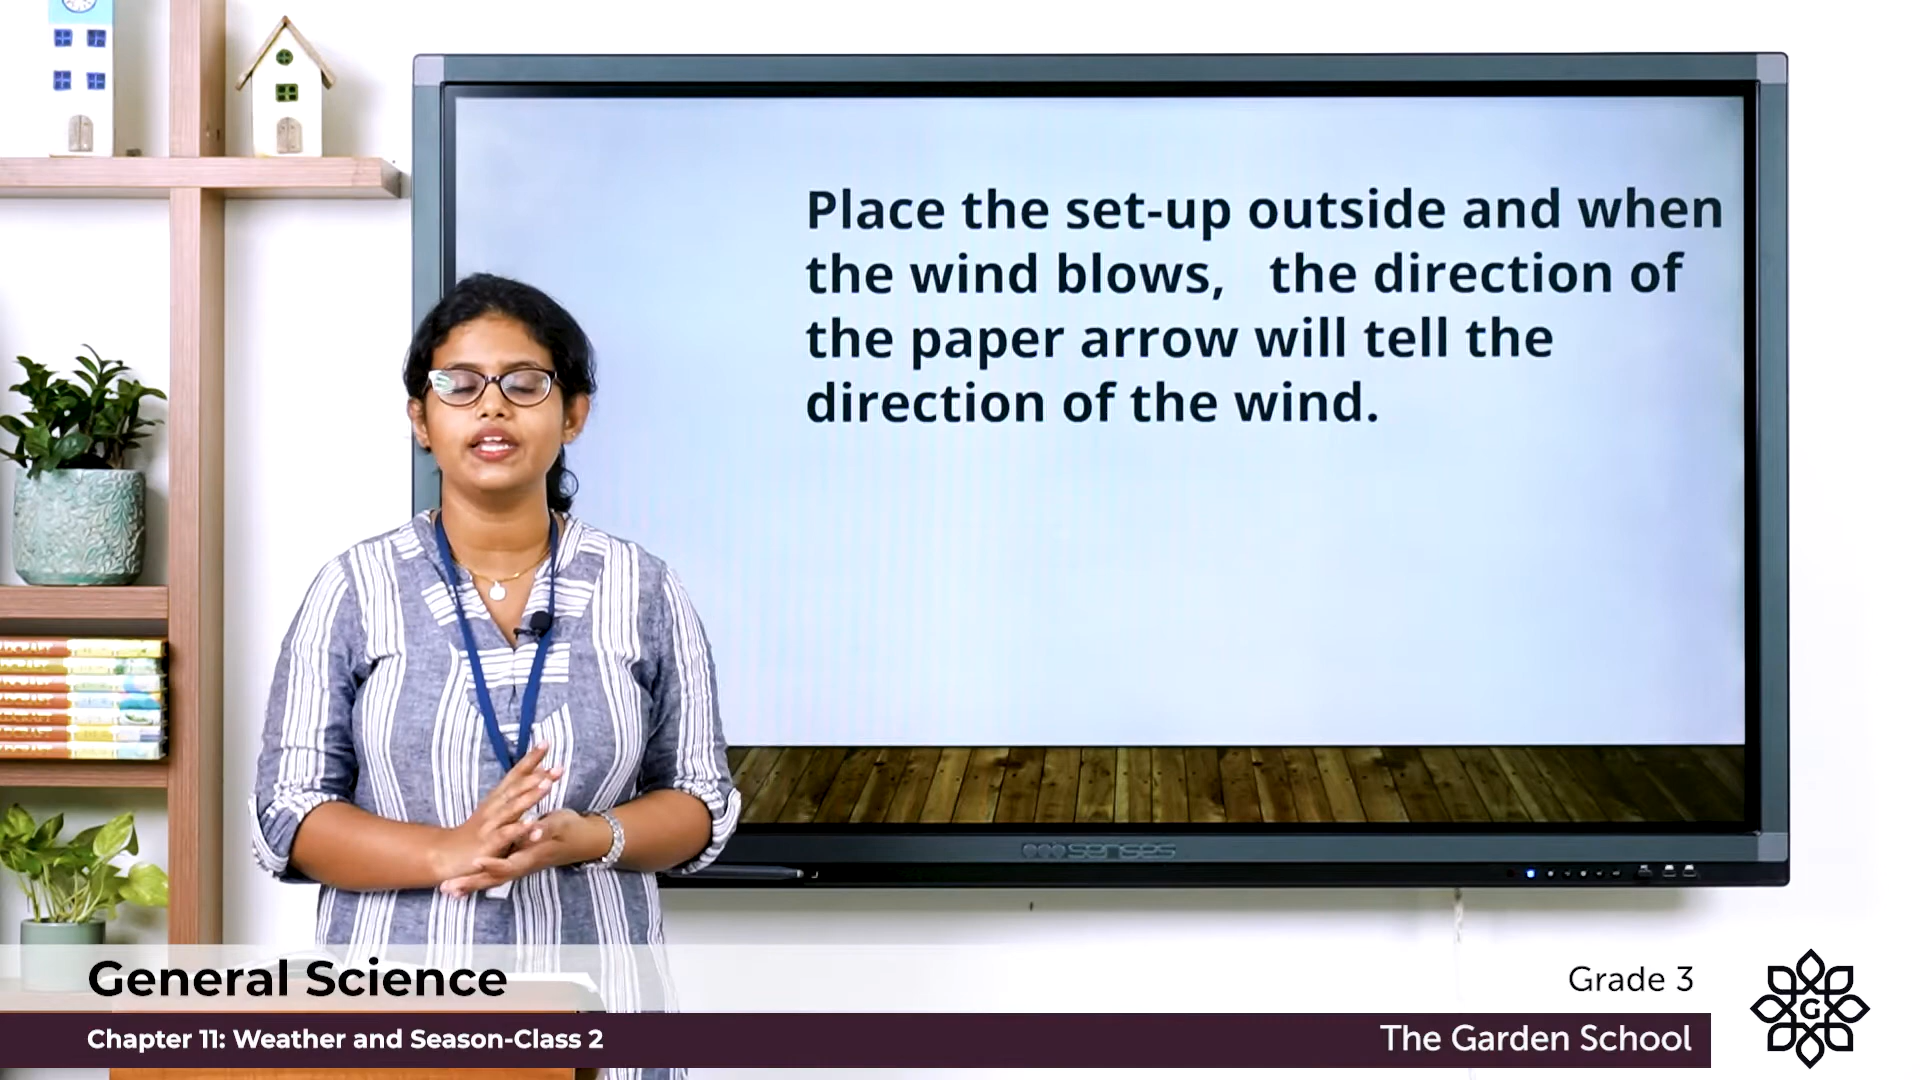 Place the set-up outside and when
the wind blows, the direction of
the paper arrow will tell the
direction of the wind.
senses
General Science
Grade 3
Chapter 11: Weather and Season-Class 2
The Garden School
G